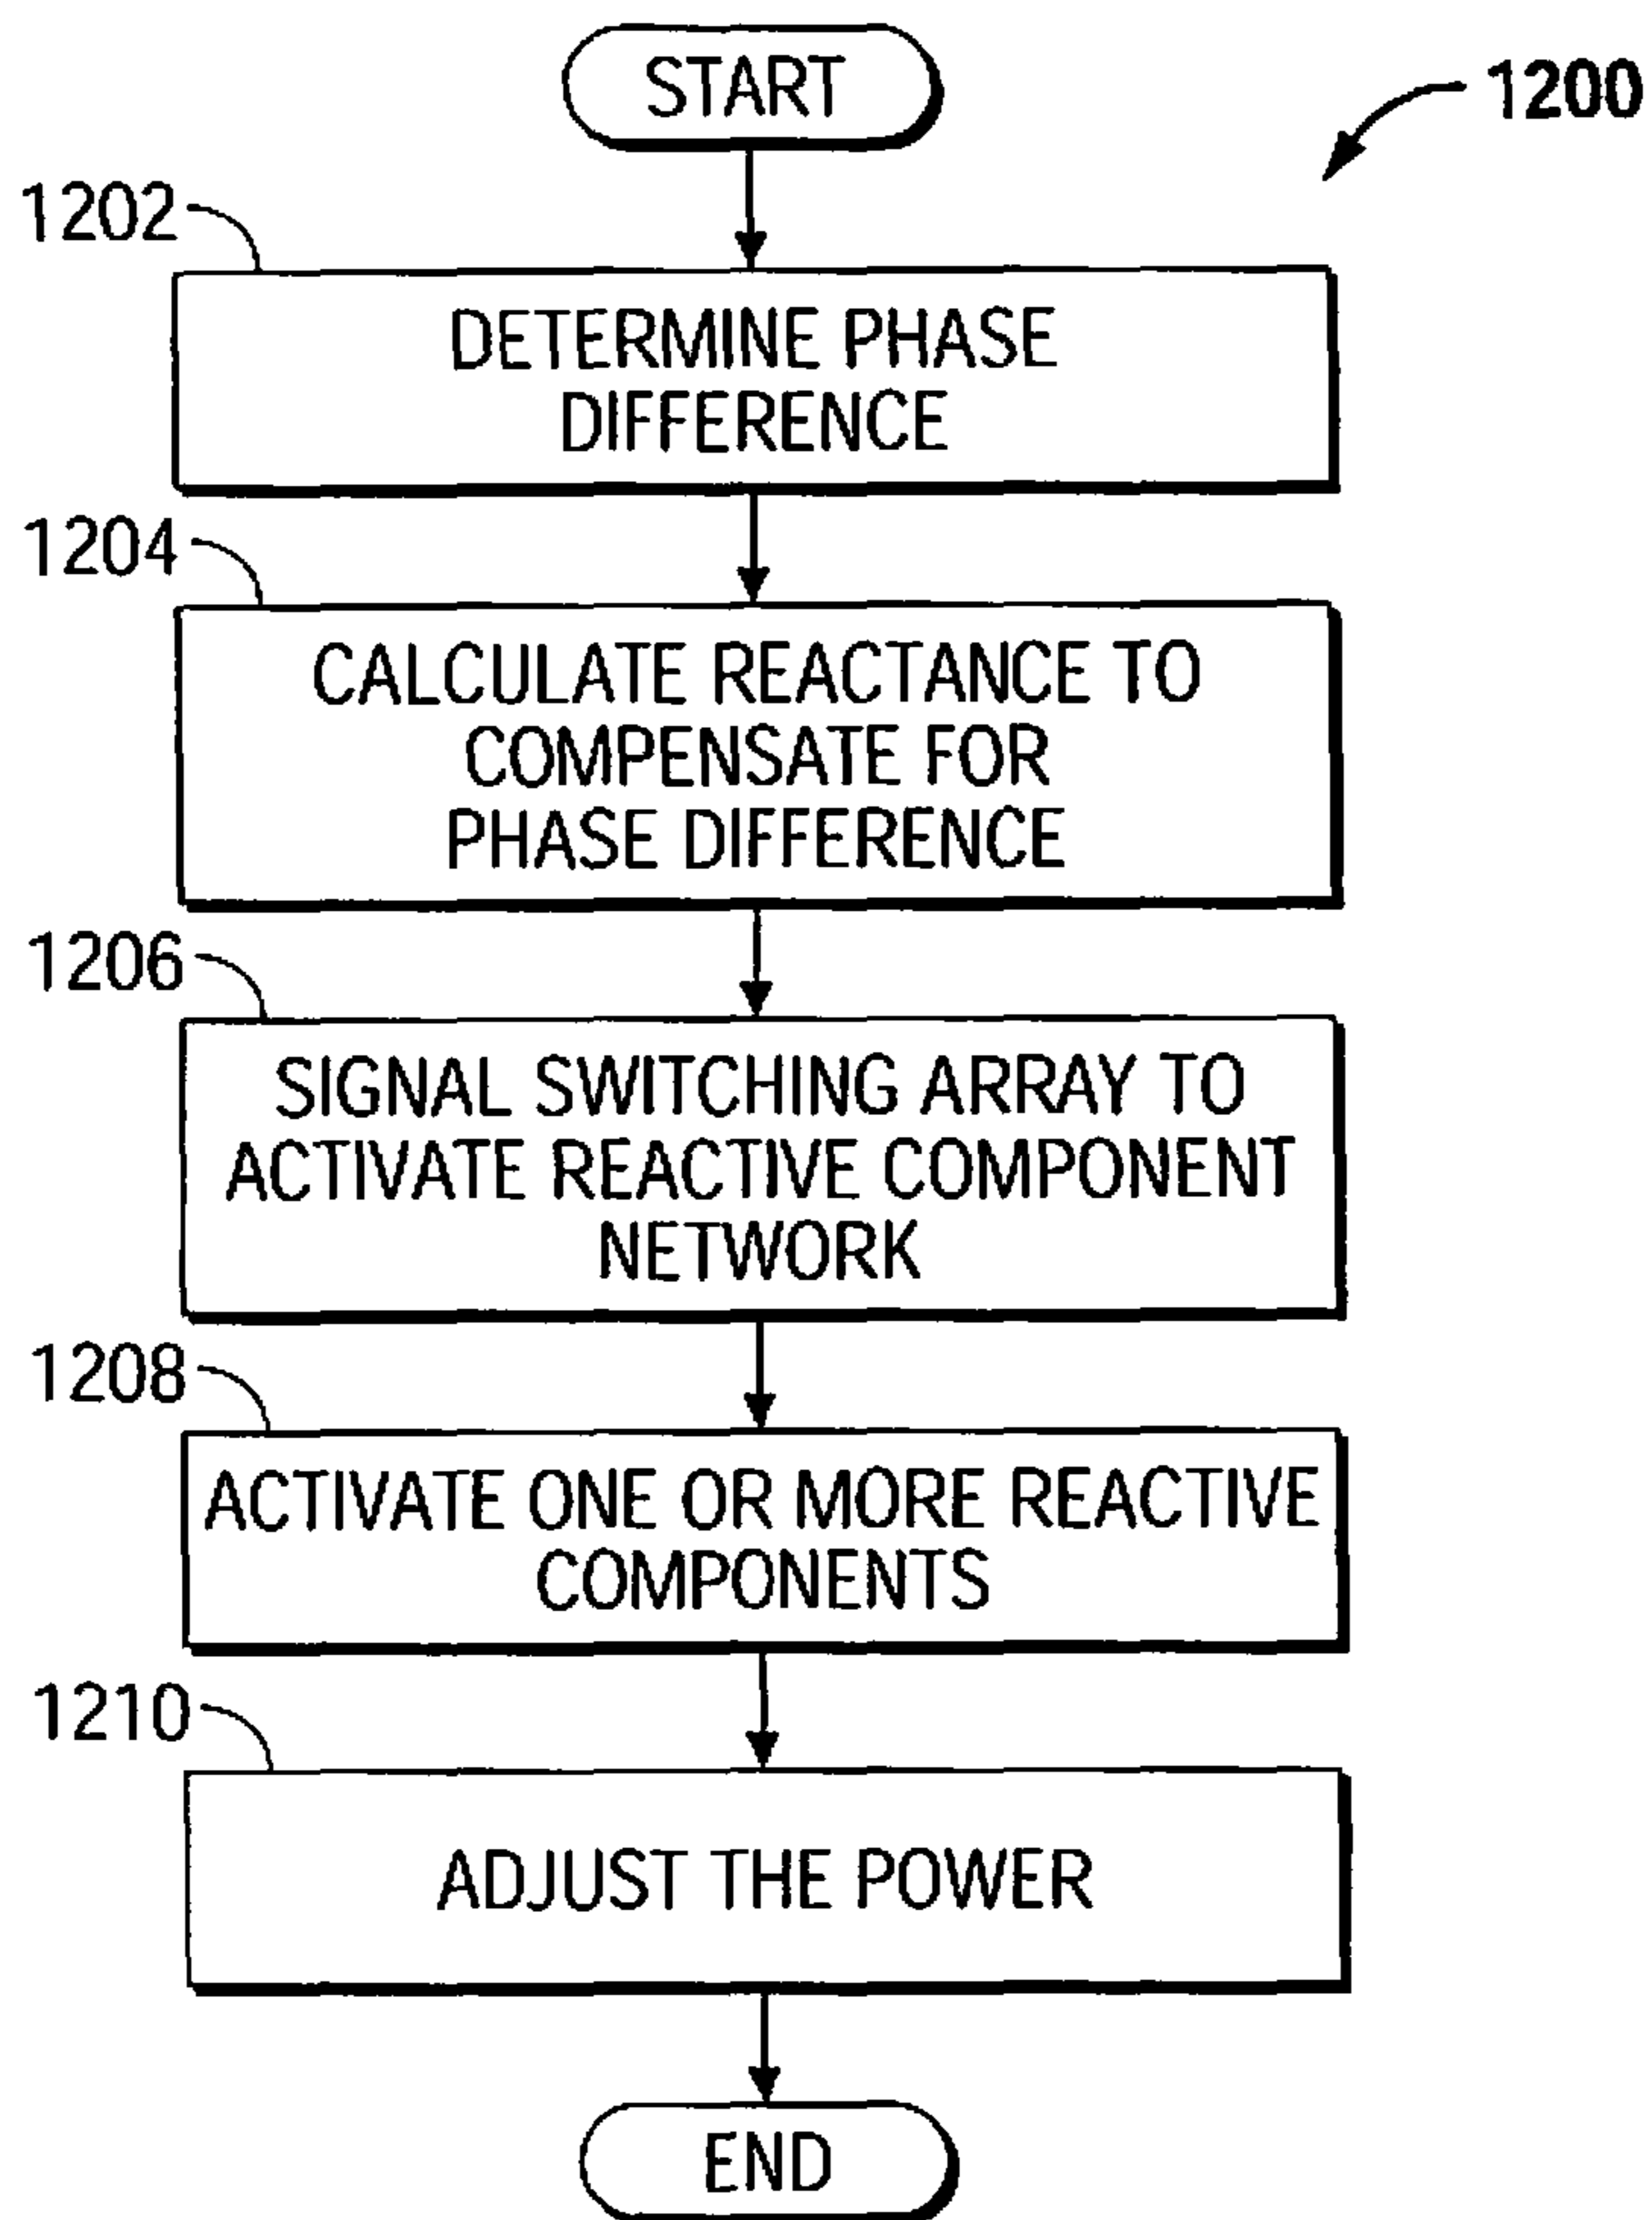 START
1200
1202
DETERMINE PHASE
DIFFERENCE
1204
CALCULATE REACTANCE TO
COMPENSATE FOR
PHASE DIFFERENCE
1206
SIGNAL SWITCHING ARRAY TO
ACTIVATE REACTIVE COMPONENT
NETWORK
1208
ACTIVATE ONE OR MORE REACTIVE
COMPONENTS
1210
ADJUST THE POWER
END